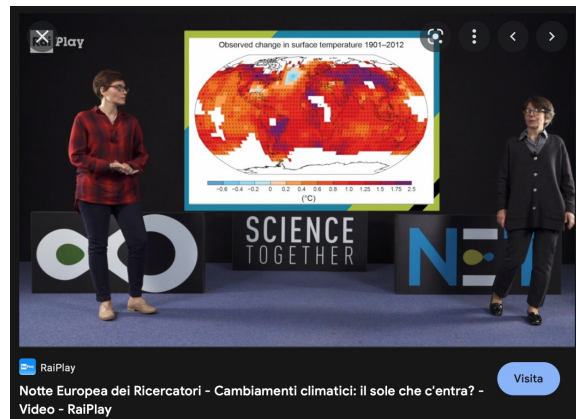 Rai Play
Observed change in surface temperature 1901–2012
-0.6 -0.4 -0.2 0 0.2 0.4 0.6 0.8 1.0 1.25 1.5 1.75 2.5
(°C)
SCIENCE
TOGETHER
NET
RaiPlay
Notte Europea dei Ricercatori - Cambiamenti climatici: il sole che c'entra? -
Video - RaiPlay
Visita